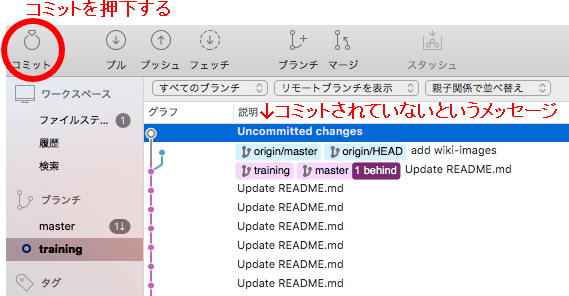 コミットを押下する
コミット プル プッシュ フェッチ ブランチ マージ スタッシュ
すべてのブランチ リモートブランチを表示 親子関係で並べ替え
ワークスペース
ファイルステ... 1
履歴
検索
ブランチ
master 1↓
training
タグ
グラフ 説明 ↓コミットされていないというメッセージ
Uncommitted changes
origin/master origin/HEAD add wiki-images
training master 1 behind Update README.md
Update README.md
Update README.md
Update README.md
Update README.md
Update README.md
Update README.md